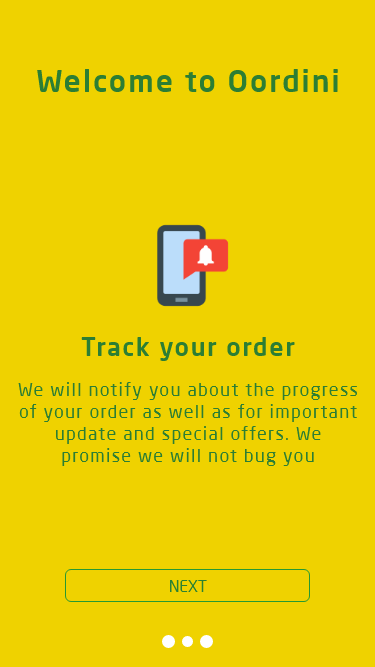 Welcome to Oordini
Track your order
We will notify you about the progress
of your order as well as for important
update and special offers. We
promise we will not bug you
NEXT